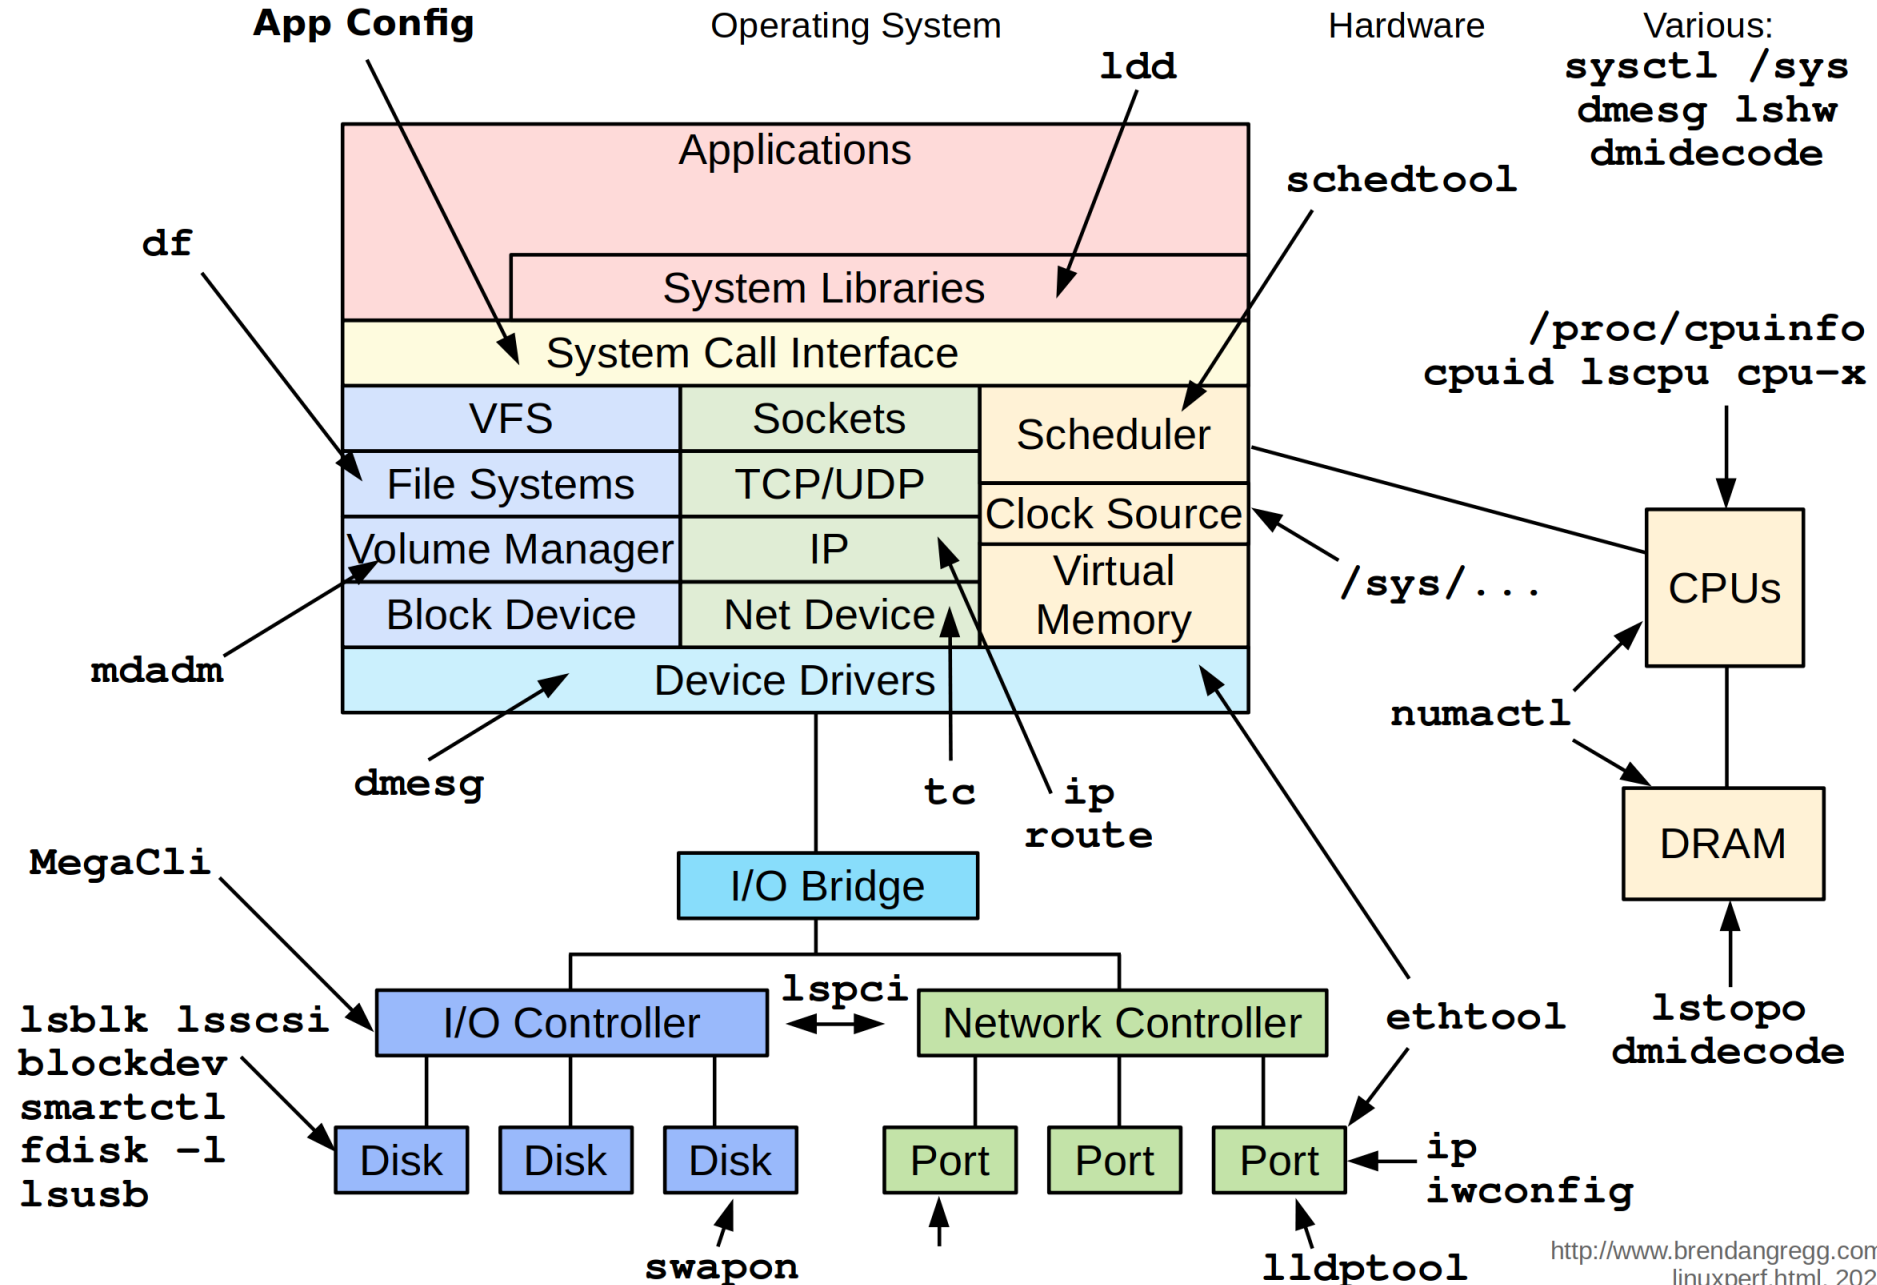 App Config
Operating System
Hardware
Various:
sysctl /sys
dmesg lshw
dmidecode
ldd
Applications
schedtool
df
System Libraries
/proc/cpuinfo
cpuid lscpu cpu-x
System Call Interface
VFS
Sockets
Scheduler
File Systems
TCP/UDP
Clock Source
Volume Manager
IP
Virtual
Memory
/sys/...
CPUs
Block Device
Net Device
mdadm
Device Drivers
numactl
dmesg
tc
ip
route
DRAM
MegaCli
I/O Bridge
lspci
lsblk lsscsi
blockdev
smartctl
fdisk -l
lsusb
I/O Controller
Network Controller
ethtool
lstopo
dmidecode
Disk
Disk
Disk
Port
Port
Port
ip
iwconfig
swapon
lldptool
http://www.brendangregg.com
linuxperf.html, 202